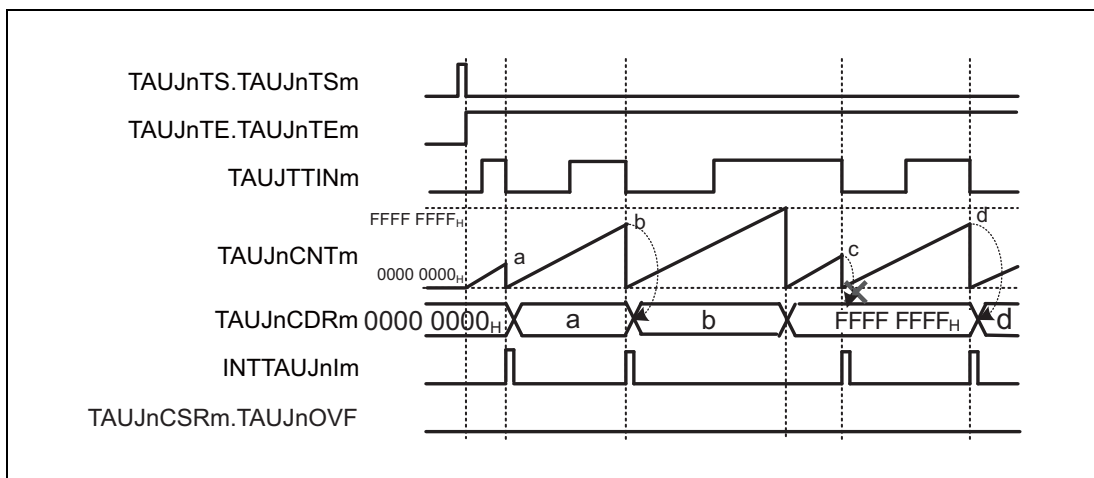 TAUJnTS.TAUJnTSm
TAUJnTE.TAUJnTEm
TAUJTTINm
FFFF FFFFH
TAUJnCNTm
0000 0000H
a
b
c
d
TAUJnCDRm 0000 0000H a b FFFF FFFFH d
INTTAUJnIm
TAUJnCSRm.TAUJnOVF